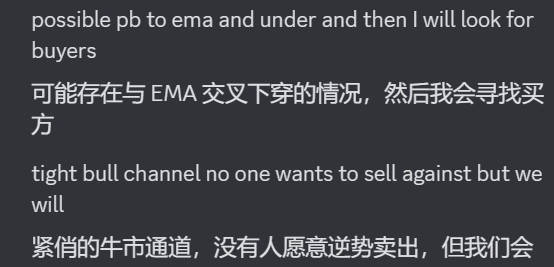 possible pb to ema and under and then I will look for
buyers
可能存在与 EMA 交叉下穿的情况，然后我会寻找买
方
tight bull channel no one wants to sell against but we
will
紧俏的牛市通道，没有人愿意逆势卖出，但我们会